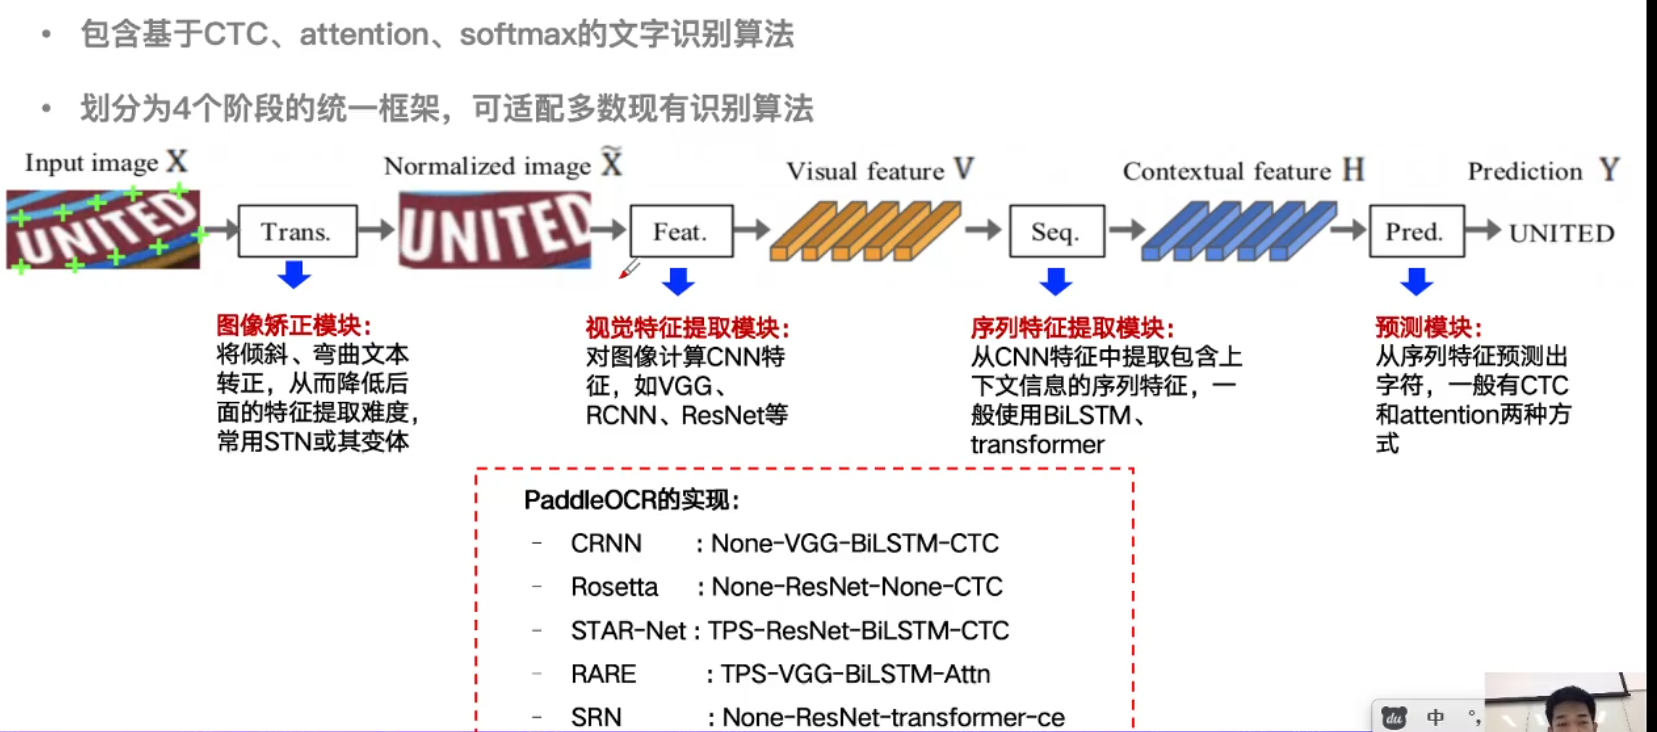 • 包含基于CTC、attention、softmax的文字识别算法
• 划分为4个阶段的统一框架，可适配多数现有识别算法
Input image X
Normalized image X̃
Visual feature V
Contextual feature H
Prediction Y
UNITED
Trans.
UNITED
Feat.
Seq.
Pred.
UNITED
图像矫正模块：
将倾斜、弯曲文本
转正，从而降低后
面的特征提取难度，
常用STN或其变体
视觉特征提取模块：
对图像计算CNN特
征，如VGG、
RCNN、ResNet等
序列特征提取模块：
从CNN特征中提取包含上
下文信息的序列特征，一
般使用BiLSTM、
transformer
预测模块：
从序列特征预测出
字符，一般有CTC
和attention两种方
式
PaddleOCR的实现：
- CRNN : None-VGG-BiLSTM-CTC
- Rosetta : None-ResNet-None-CTC
- STAR-Net : TPS-ResNet-BiLSTM-CTC
- RARE : TPS-VGG-BiLSTM-Attn
- SRN : None-ResNet-transformer-ce
du 中 °,